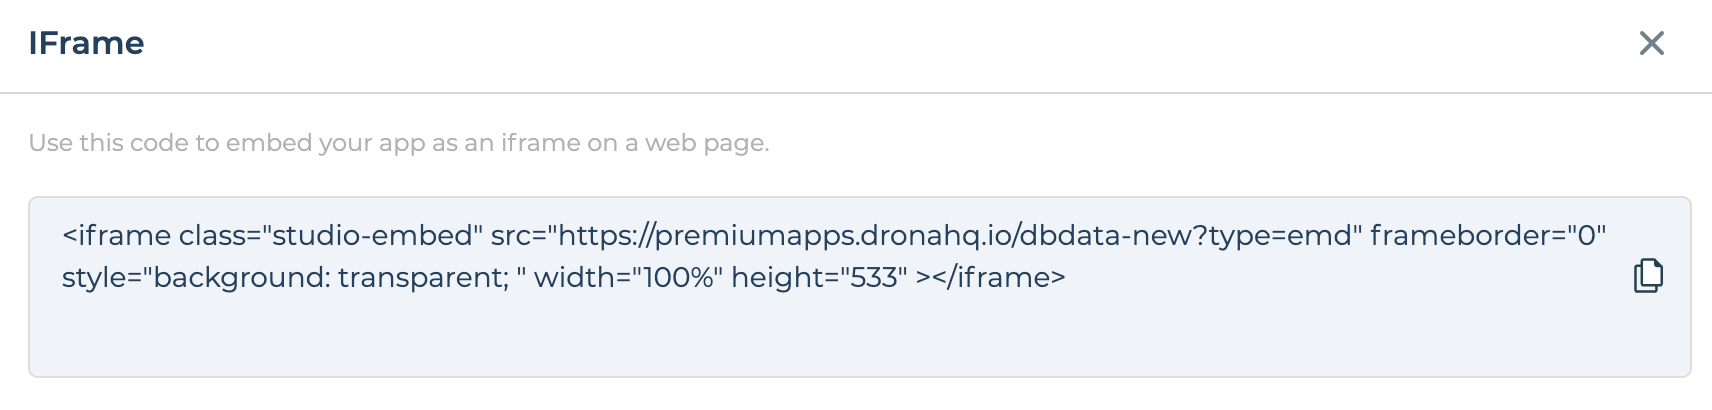 IFrame
Use this code to embed your app as an iframe on a web page.
<iframe class="studio-embed" src="https://premiumapps.dronahq.io/dbdata-new?type=emd" frameborder="0"
style="background: transparent; " width="100%" height="533" ></iframe>